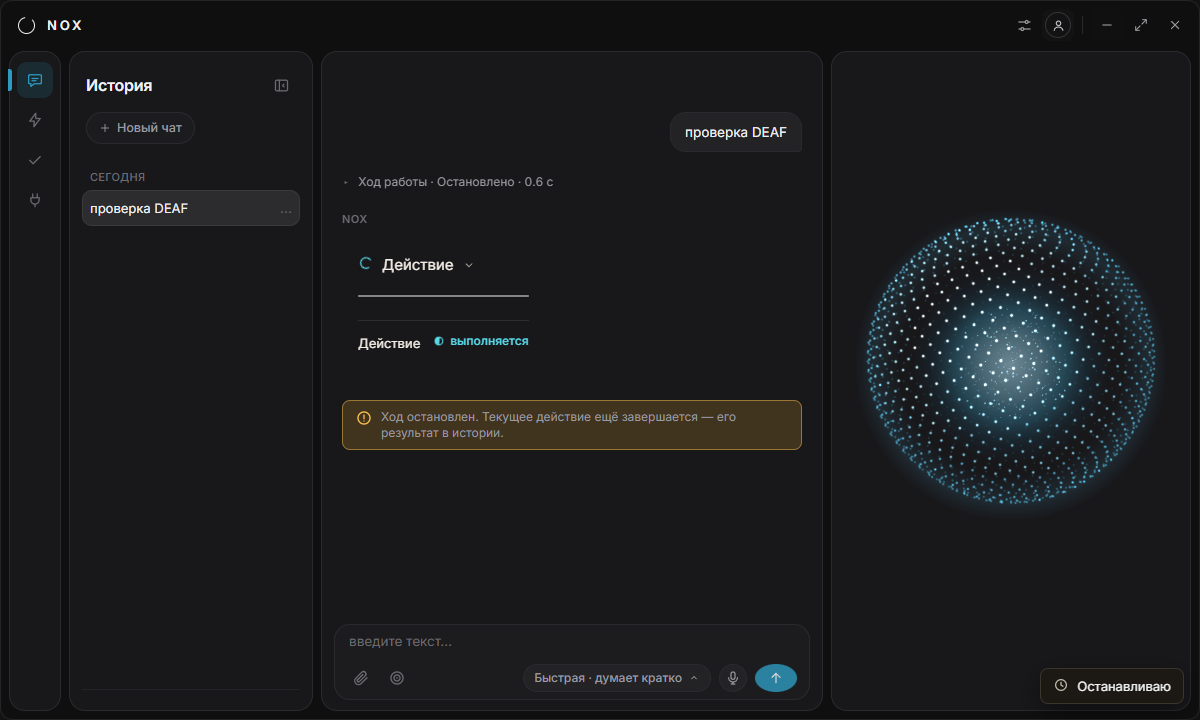 NOX
История
+ Новый чат
СЕГОДНЯ
проверка DEAF
...
проверка DEAF
Ход работы · Остановлено · 0.6 с
NOX
Действие
Действие выполняется
Ход остановлен. Текущее действие ещё завершается — его
результат в истории.
введите текст...
Быстрая · думает кратко
Останавливаю